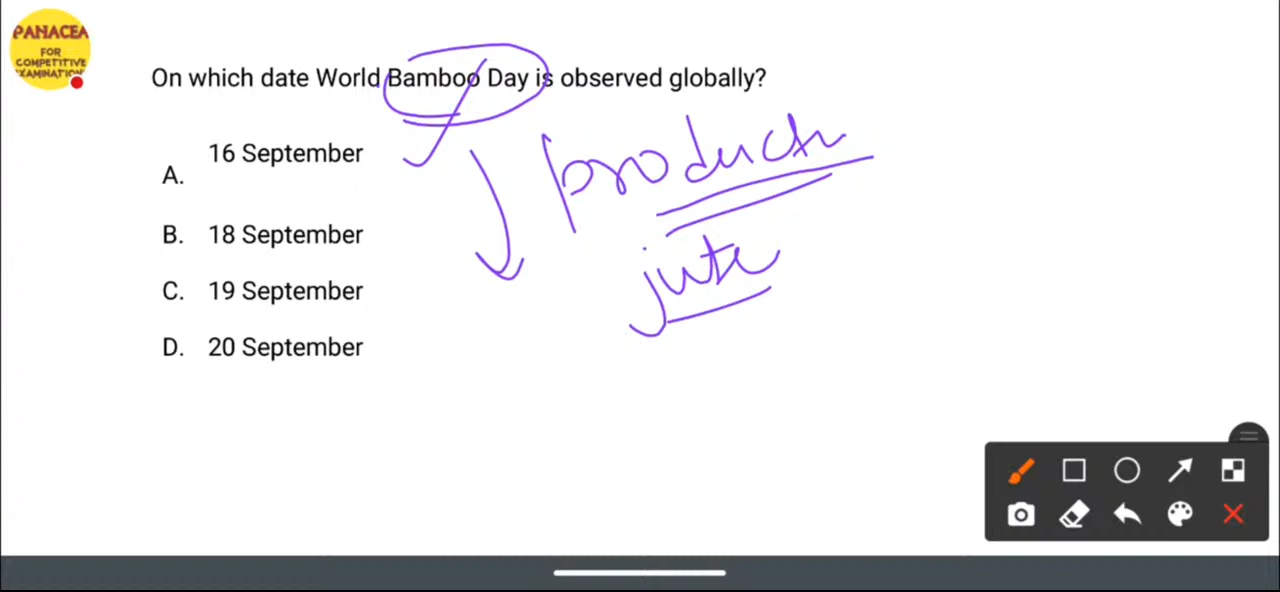 PANACEA
FOR
COMPETITIVE
EXAMINATION
On which date World Bamboo Day is observed globally?
A. 16 September
B. 18 September
C. 19 September
D. 20 September
products
jute